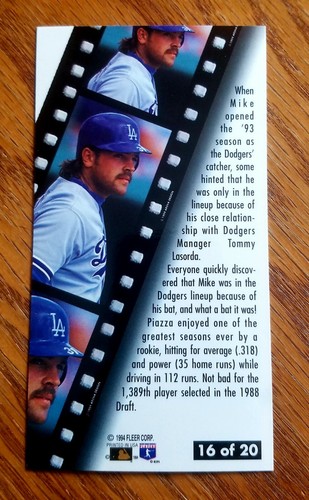 When
Mike
opened
the '93
season as
the Dodgers'
catcher, some
hinted that he
was only in the
lineup because of
his close relation-
ship with Dodgers
Manager Tommy
Lasorda.
Everyone quickly discov-
ered that Mike was in the
Dodgers lineup because of
his bat, and what a bat it was!
Piazza enjoyed one of the
greatest seasons ever by a
rookie, hitting for average (.318)
and power (35 home runs) while
driving in 112 runs. Not bad for the
1,389th player selected in the 1988
Draft.
LA
LA
© 1994 FLEER CORP.
PRINTED IN USA
16 of 20